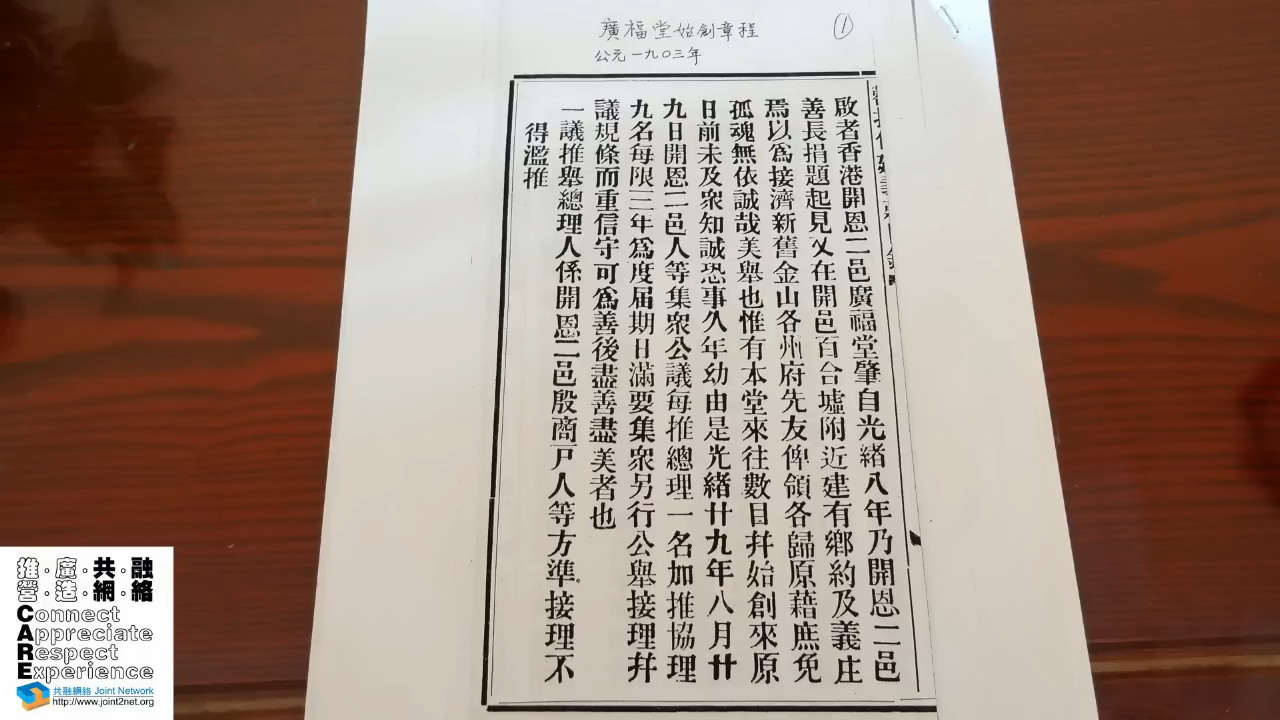 廣福堂始創章程
公元一九〇三年
①
啟者香港開恩二邑廣福堂肇自光緒八年乃開恩二邑
善長捐題起見又在開邑百合墟附近建有鄉約及義庄
焉以為接濟新舊金山各州府先友俾領各歸原藉庶免
孤魂無依誠哉美舉也惟有本堂來往數目幷始創來原
日前未及衆知誠恐事久年幼由是光緒廿九年八月廿
九日開恩二邑人等集衆公議每推總理一名加推協理
九名每限三年為度届期日滿要集衆另行公舉接理幷
議規條而重信守可為善後盡善盡美者也
一議推舉總理人係開恩二邑殷商戸人等方準接理不
得濫推
推·廣·共·融
營·造·網·絡
Connect
Appreciate
Respect
Experience
共融網絡 Joint Network
http://www.joint2net.org